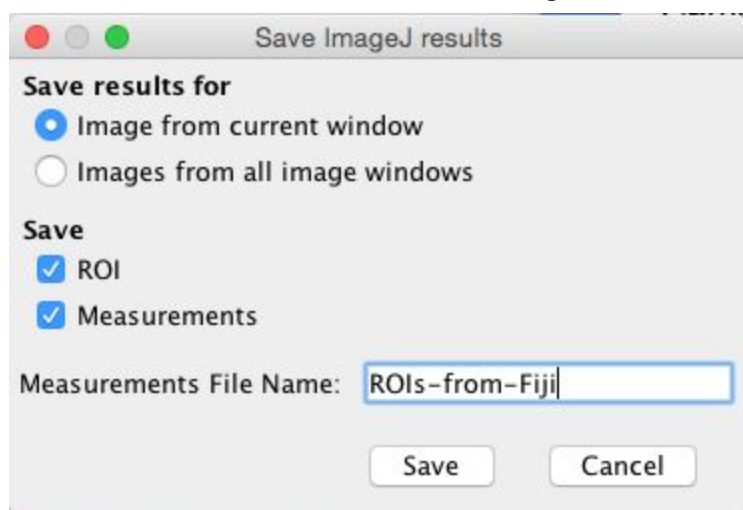 Save ImageJ results
Save results for
Image from current window
Images from all image windows
Save
ROI
Measurements
Measurements File Name: ROIs-from-Fiji
Save Cancel